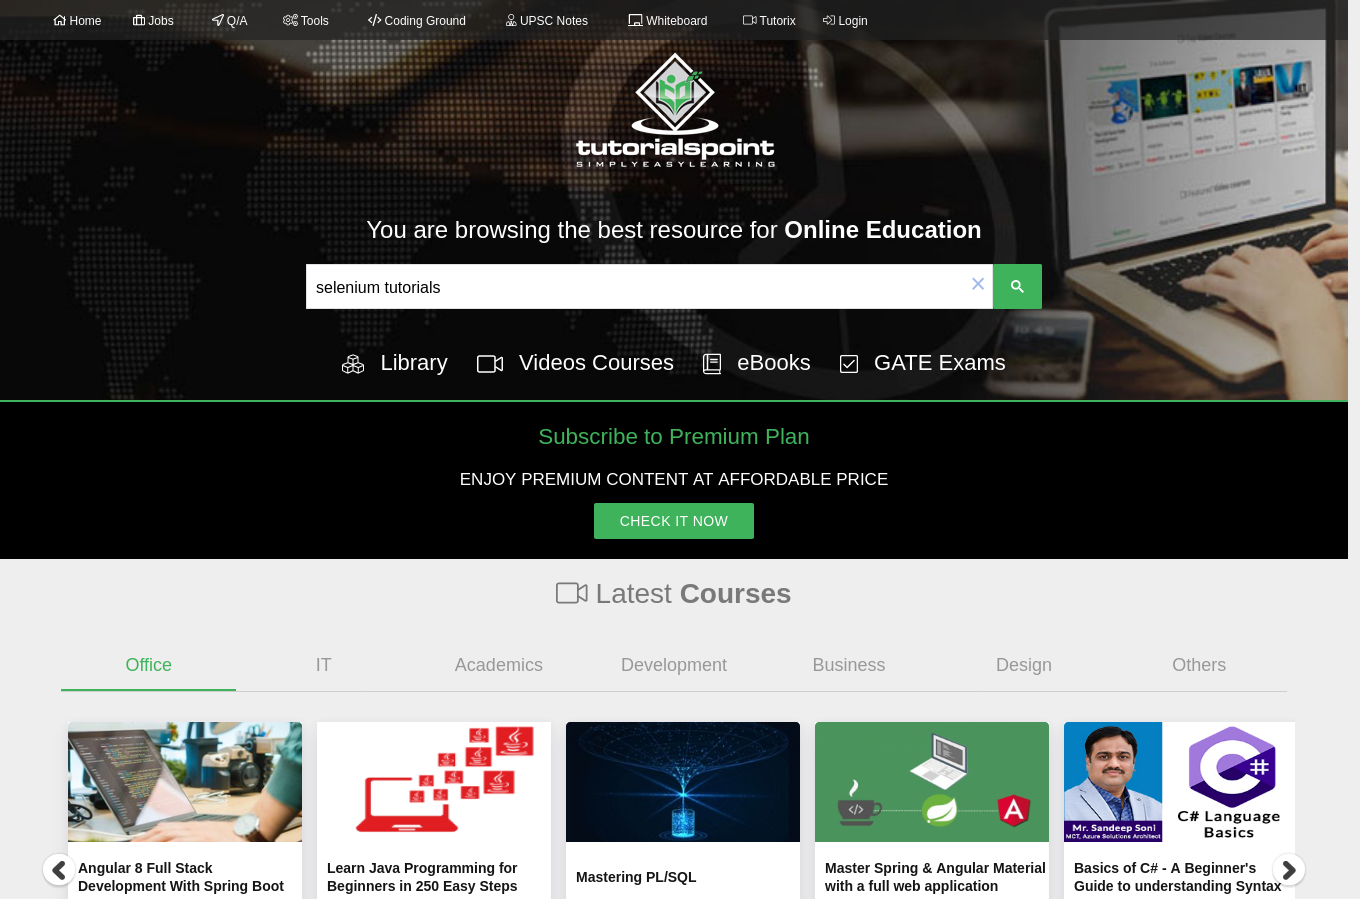 Home Jobs Q/A Tools Coding Ground UPSC Notes Whiteboard Tutorix Login
tutorialspoint
SIMPLYEASYLEARNING
You are browsing the best resource for Online Education
selenium tutorials
Library Videos Courses eBooks GATE Exams
Subscribe to Premium Plan
ENJOY PREMIUM CONTENT AT AFFORDABLE PRICE
CHECK IT NOW
Latest Courses
Office IT Academics Development Business Design Others
C# Language
Basics
Mr. Sandeep Soni
MCT, Azure Solutions Architect
Angular 8 Full Stack
Development With Spring Boot
Learn Java Programming for
Beginners in 250 Easy Steps
Mastering PL/SQL
Master Spring & Angular Material
with a full web application
Basics of C# - A Beginner's
Guide to understanding Syntax